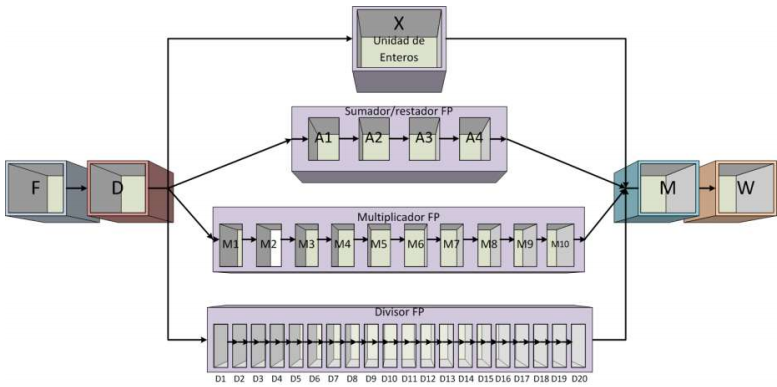 X
Unidad de
Enteros
Sumador/restador FP
A1 A2 A3 A4
F D M W
Multiplicador FP
M1 M2 M3 M4 M5 M6 M7 M8 M9 M10
Divisor FP
D1 D2 D3 D4 D5 D6 D7 D8 D9 D10 D11 D12 D13 D14 D15 D16 D17 D18 D19 D20